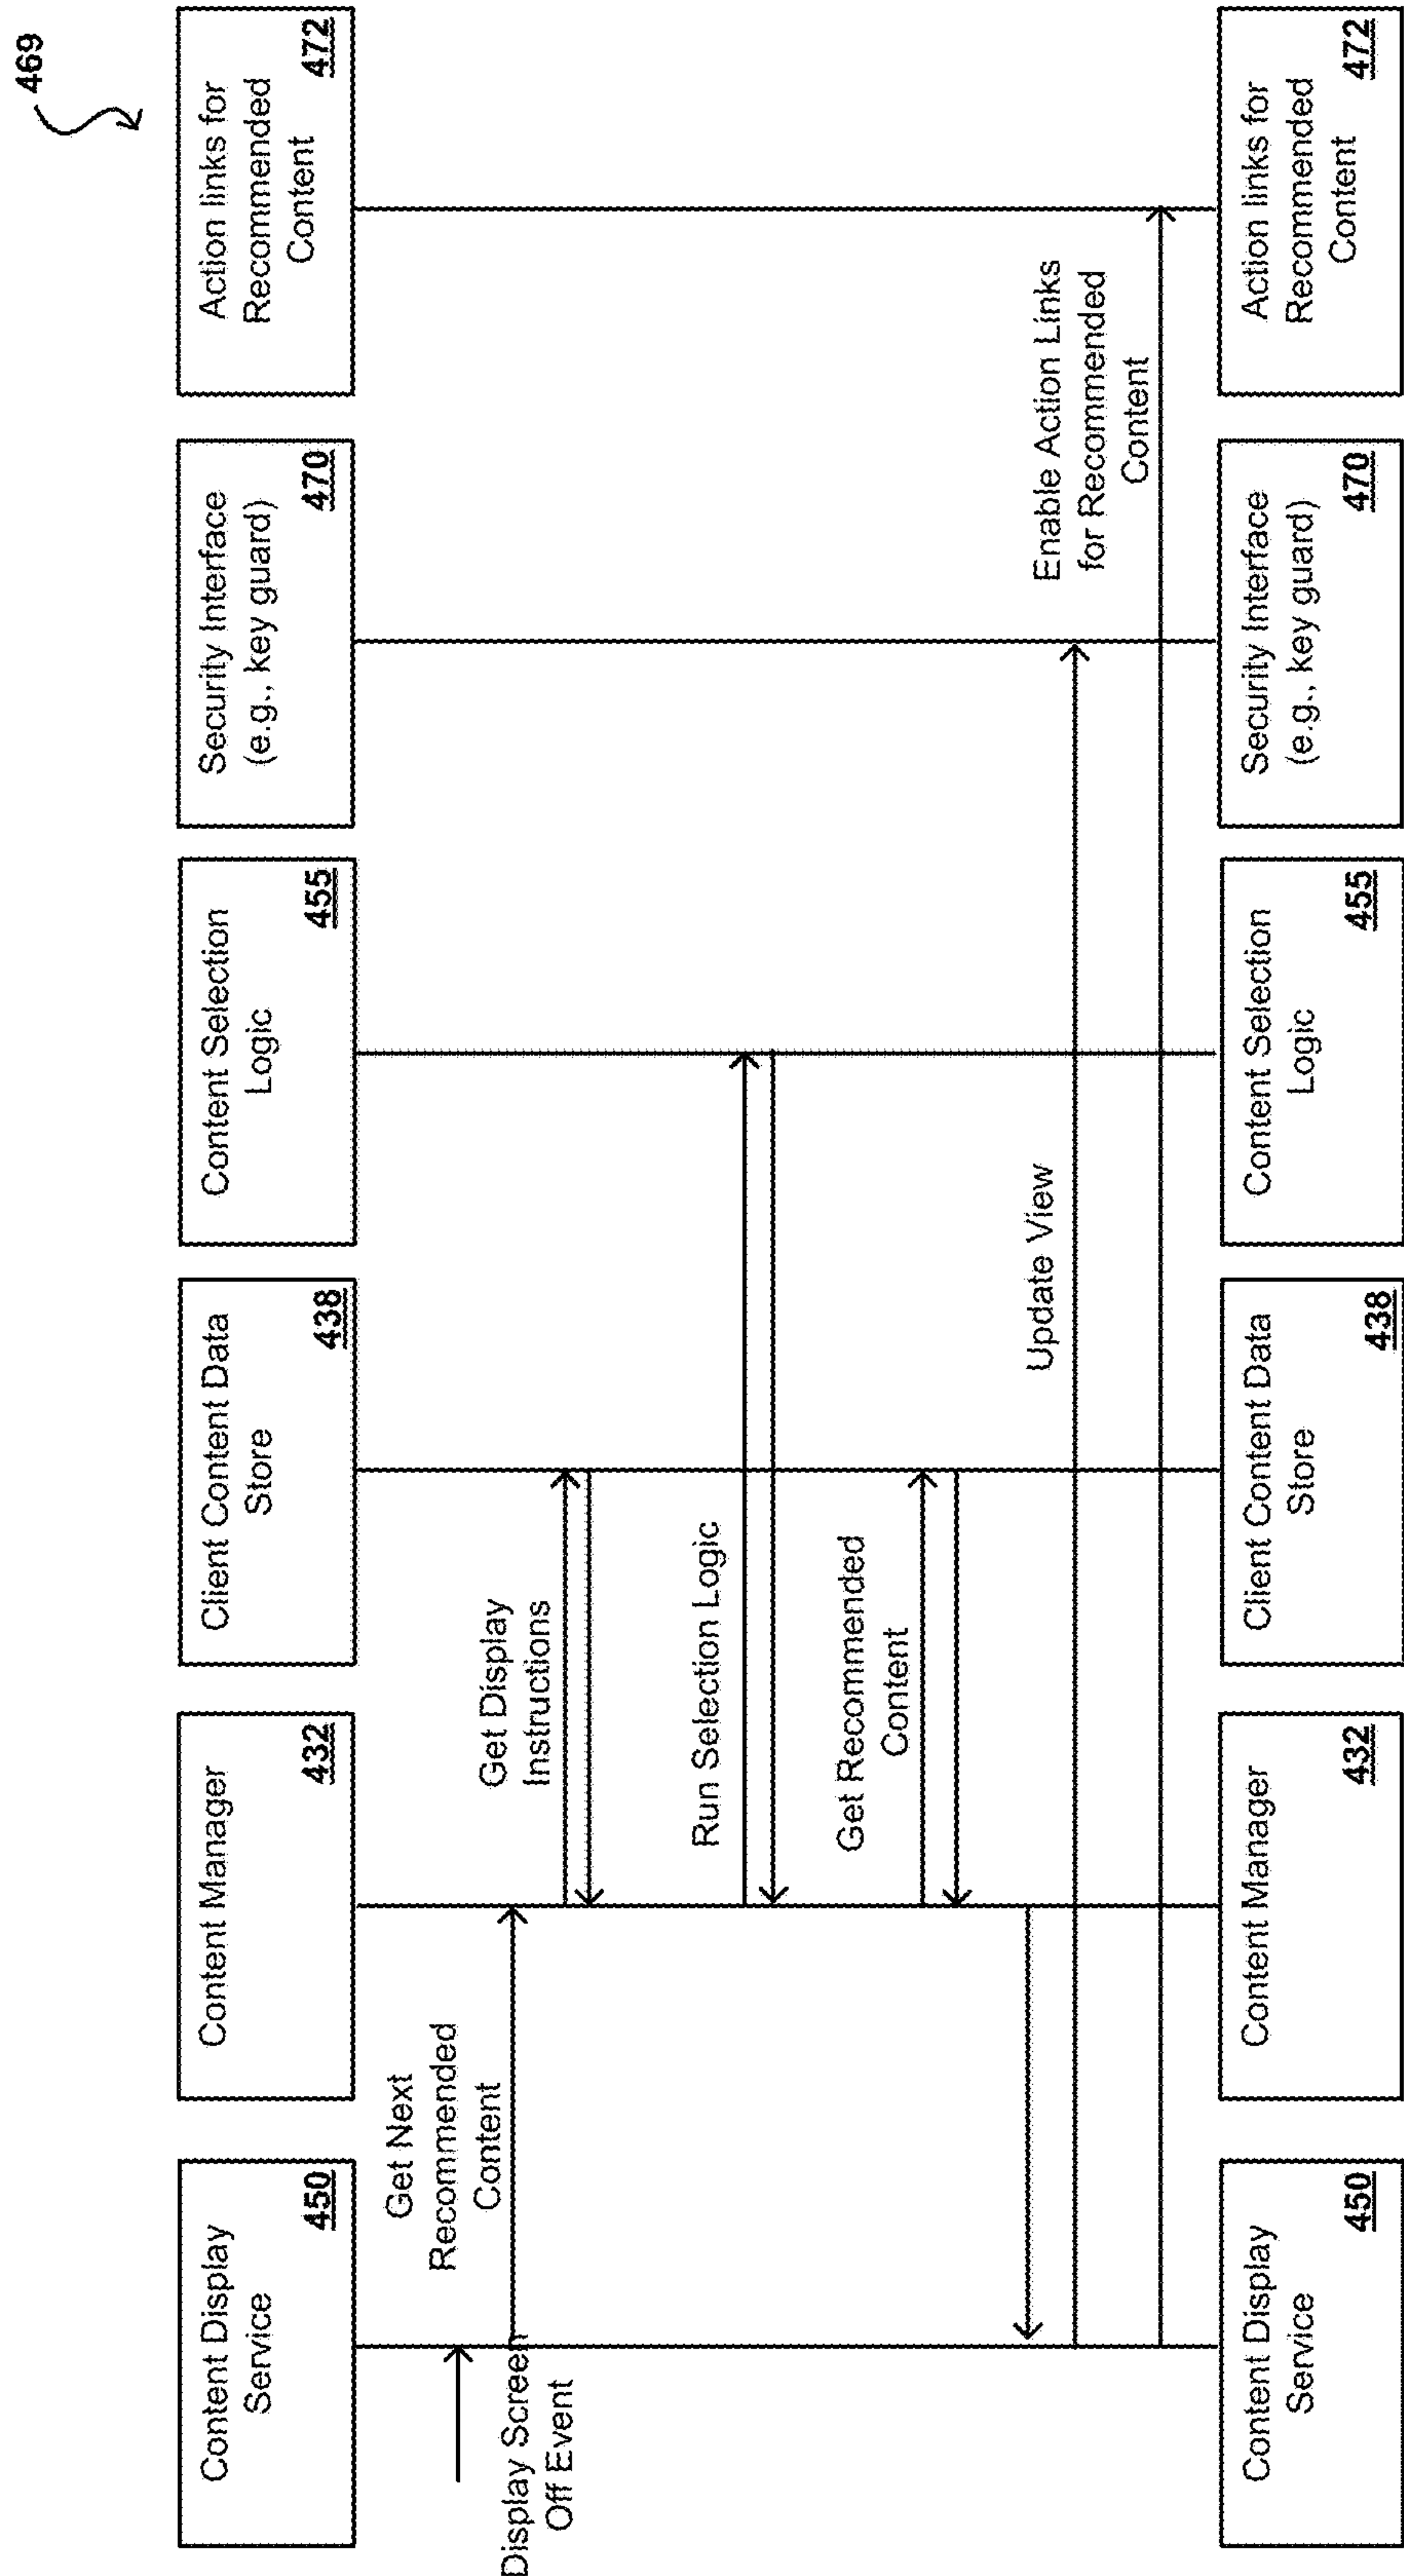 469
Content Display
Service
450
Content Manager
432
Client Content Data
Store
438
Content Selection
Logic
455
Security Interface
(e.g., key guard)
470
Action links for
Recommended
Content
472
Display Screen
Off Event
Get Next
Recommended
Content
Get Display
Instructions
Run Selection Logic
Get Recommended
Content
Update View
Enable Action Links
for Recommended
Content
Content Display
Service
450
Content Manager
432
Client Content Data
Store
438
Content Selection
Logic
455
Security Interface
(e.g., key guard)
470
Action links for
Recommended
Content
472